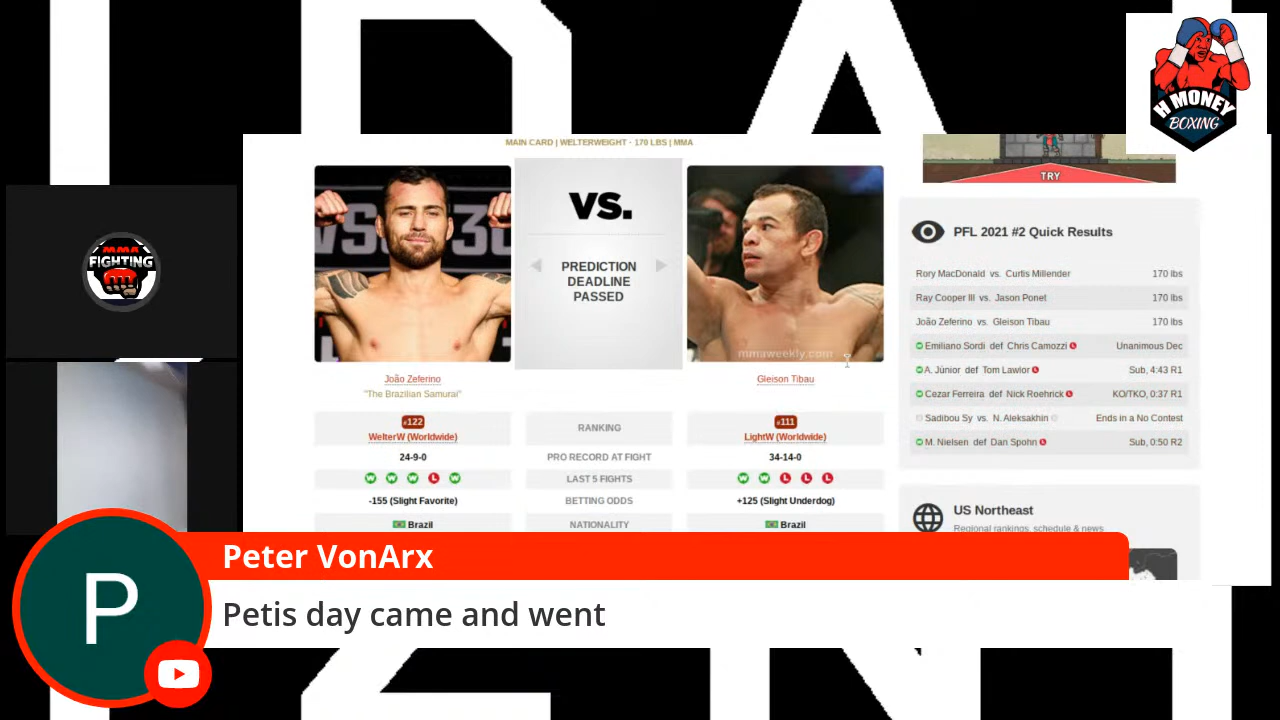 H MONEY
BOXING
MAIN CARD | WELTERWEIGHT · 170 LBS | MMA
VS.
PREDICTION
DEADLINE
PASSED
mmaweekly.com
TRY
PFL 2021 #2 Quick Results
Rory MacDonald vs. Curtis Millender 170 lbs
Ray Cooper III vs. Jason Ponet 170 lbs
João Zeferino vs. Gleison Tibau 170 lbs
W Emiliano Sordi def Chris Camozzi L Unanimous Dec
W A. Júnior def Tom Lawlor L Sub, 4:43 R1
W Cezar Ferreira def Nick Roehrick L KO/TKO, 0:37 R1
Sadibou Sy vs. N. Aleksakhin Ends in a No Contest
W M. Nielsen def Dan Spohn L Sub, 0:50 R2
MMA
FIGHTING
João Zeferino Gleison Tibau
"The Brazilian Samurai"
#122 RANKING #111
WelterW (Worldwide) LightW (Worldwide)
24-9-0 PRO RECORD AT FIGHT 34-14-0
W W W L W LAST 5 FIGHTS W W L L L
-155 (Slight Favorite) BETTING ODDS +125 (Slight Underdog)
Brazil NATIONALITY Brazil
US Northeast
Regional rankings, schedule & news
P
Peter VonArx
Petis day came and went